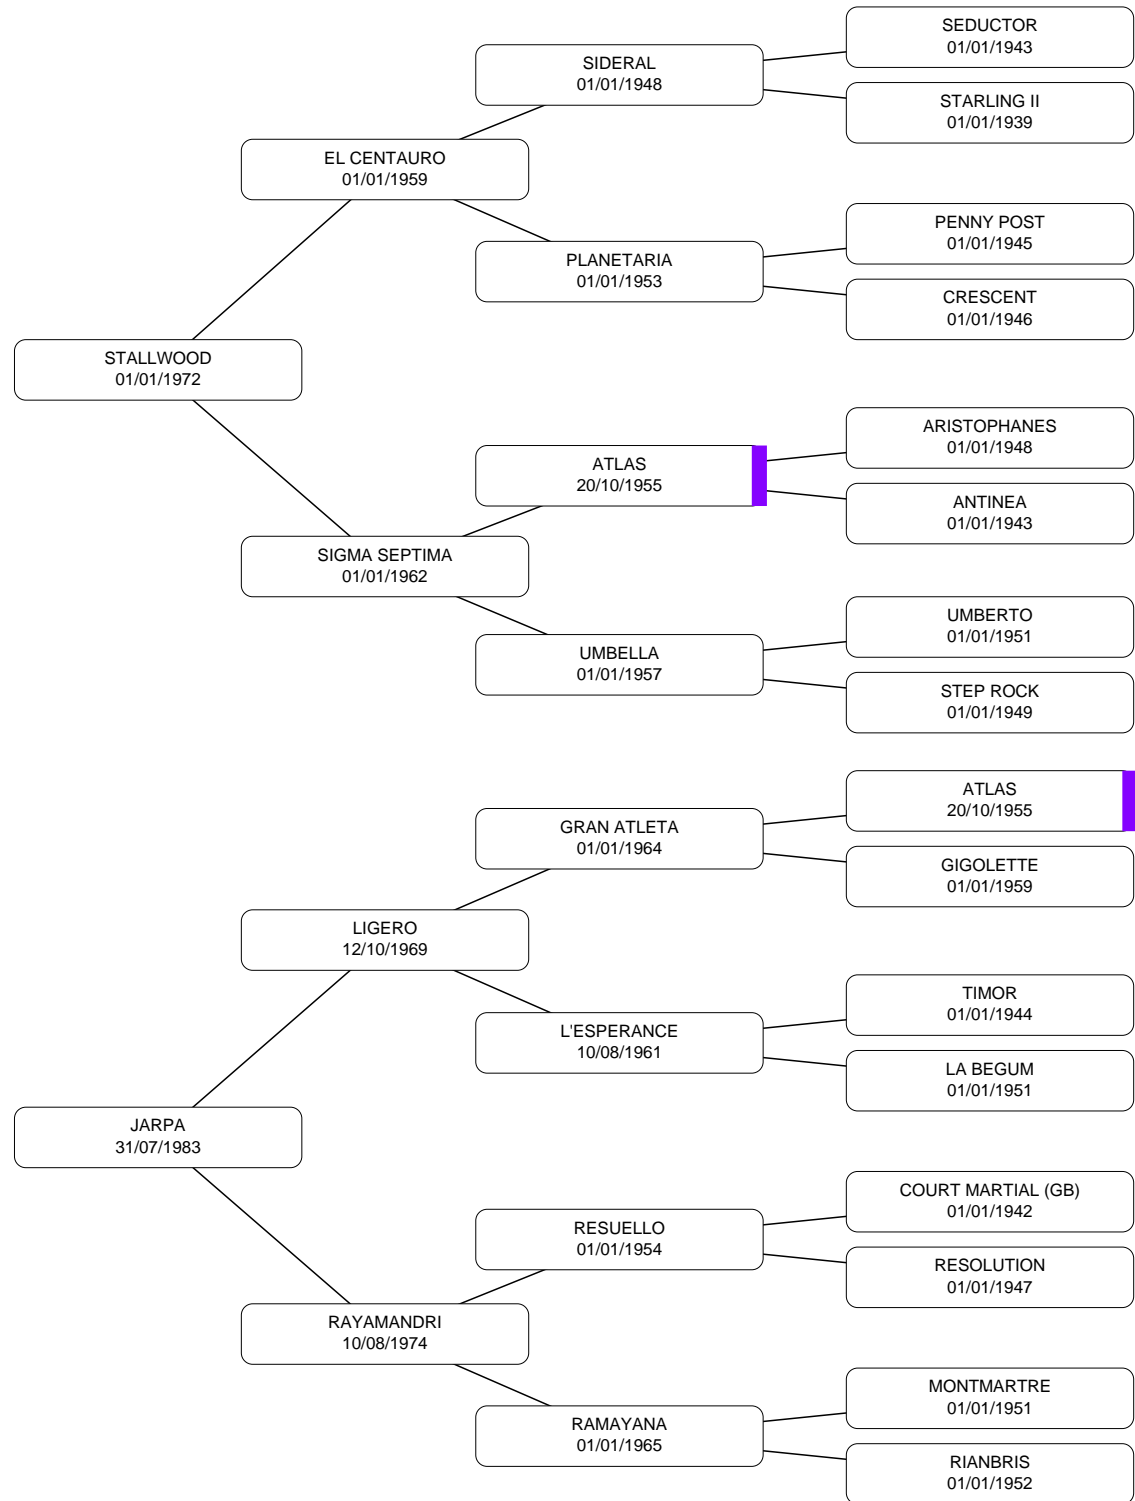 SEDUCTOR
01/01/1943
SIDERAL
01/01/1948
STARLING II
01/01/1939
EL CENTAURO
01/01/1959
PENNY POST
01/01/1945
PLANETARIA
01/01/1953
CRESCENT
01/01/1946
STALLWOOD
01/01/1972
ARISTOPHANES
01/01/1948
ATLAS
20/10/1955
ANTINEA
01/01/1943
SIGMA SEPTIMA
01/01/1962
UMBERTO
01/01/1951
UMBELLA
01/01/1957
STEP ROCK
01/01/1949
ATLAS
20/10/1955
GRAN ATLETA
01/01/1964
GIGOLETTE
01/01/1959
LIGERO
12/10/1969
TIMOR
01/01/1944
L'ESPERANCE
10/08/1961
LA BEGUM
01/01/1951
JARPA
31/07/1983
COURT MARTIAL (GB)
01/01/1942
RESUELLO
01/01/1954
RESOLUTION
01/01/1947
RAYAMANDRI
10/08/1974
MONTMARTRE
01/01/1951
RAMAYANA
01/01/1965
RIANBRIS
01/01/1952